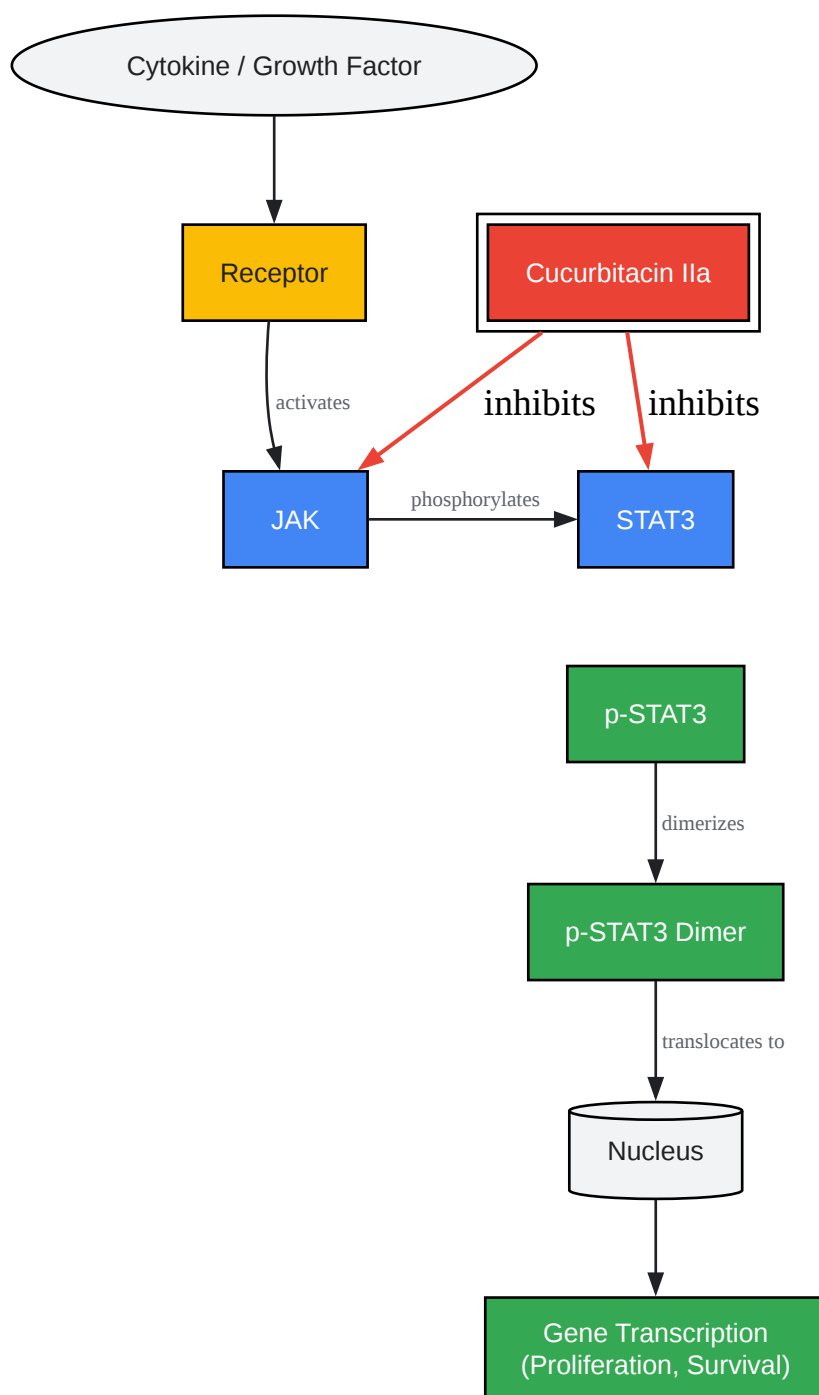 Cytokine / Growth Factor
Receptor
Cucurbitacin IIa
activates
inhibits
inhibits
JAK
phosphorylates
STAT3
p-STAT3
dimerizes
p-STAT3 Dimer
translocates to
Nucleus
Gene Transcription
(Proliferation, Survival)